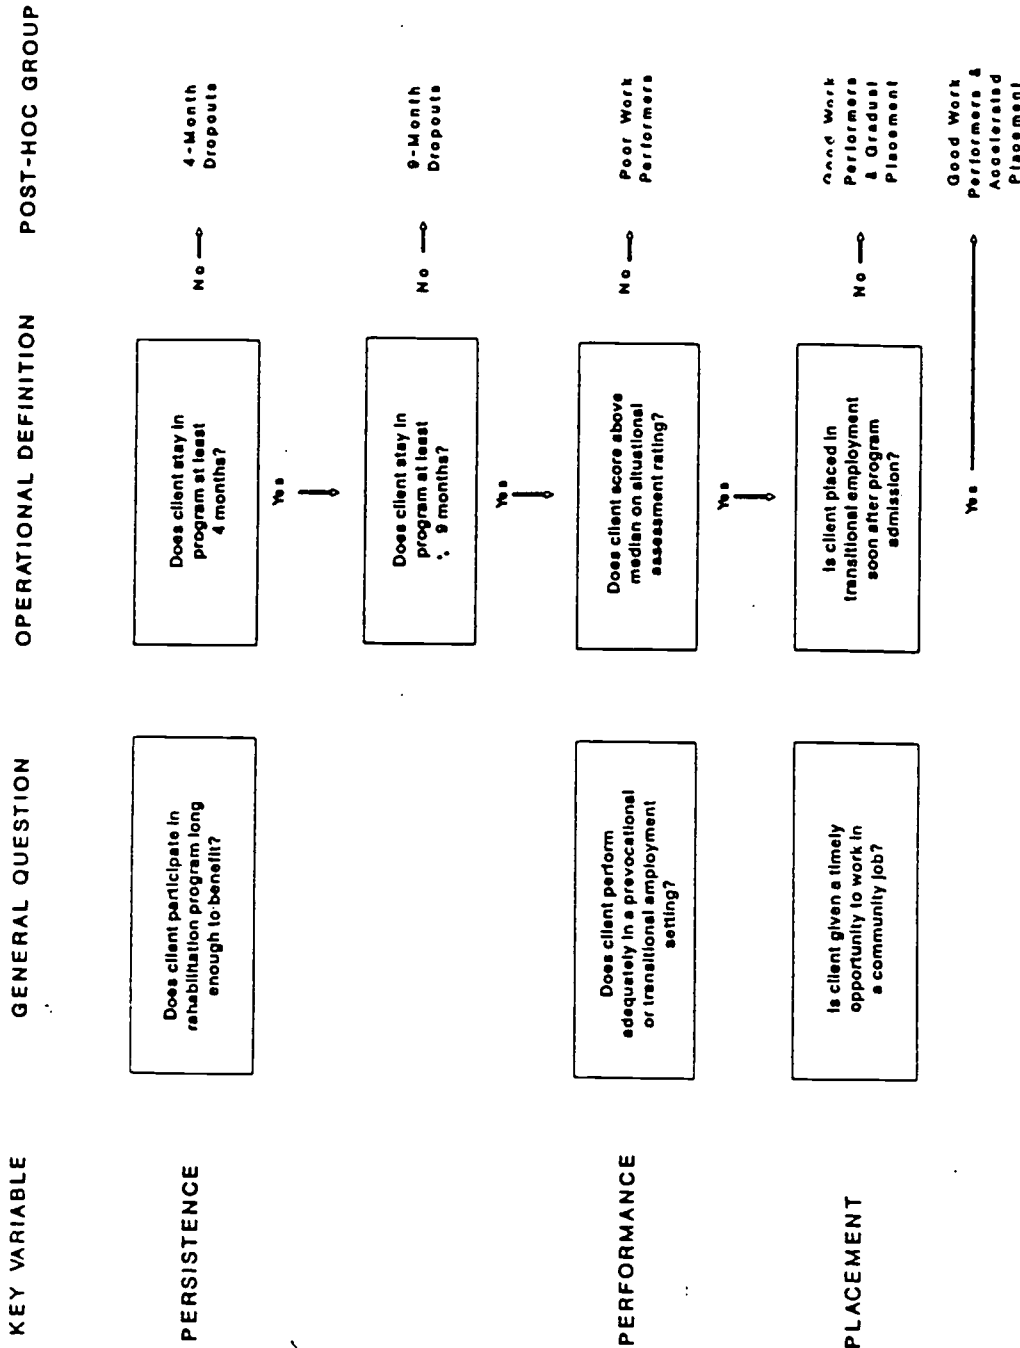 KEY VARIABLE
GENERAL QUESTION
OPERATIONAL DEFINITION
POST-HOC GROUP
PERSISTENCE
Does client participate in
rehabilitation program long
enough to benefit?
Does client stay in
program at least
4 months?
No
4-Month
Dropouts
Yes
Does client stay in
program at least
9 months?
No
9-Month
Dropouts
Yes
PERFORMANCE
Does client perform
adequately in a prevocational
or transitional employment
setting?
Does client score above
median on situational
assessment rating?
No
Poor Work
Performers
Yes
PLACEMENT
Is client given a timely
opportunity to work in
a community job?
Is client placed in
transitional employment
soon after program
admission?
No
Good Work
Performers
& Gradual
Placement
Yes
Good Work
Performers &
Accelerated
Placement